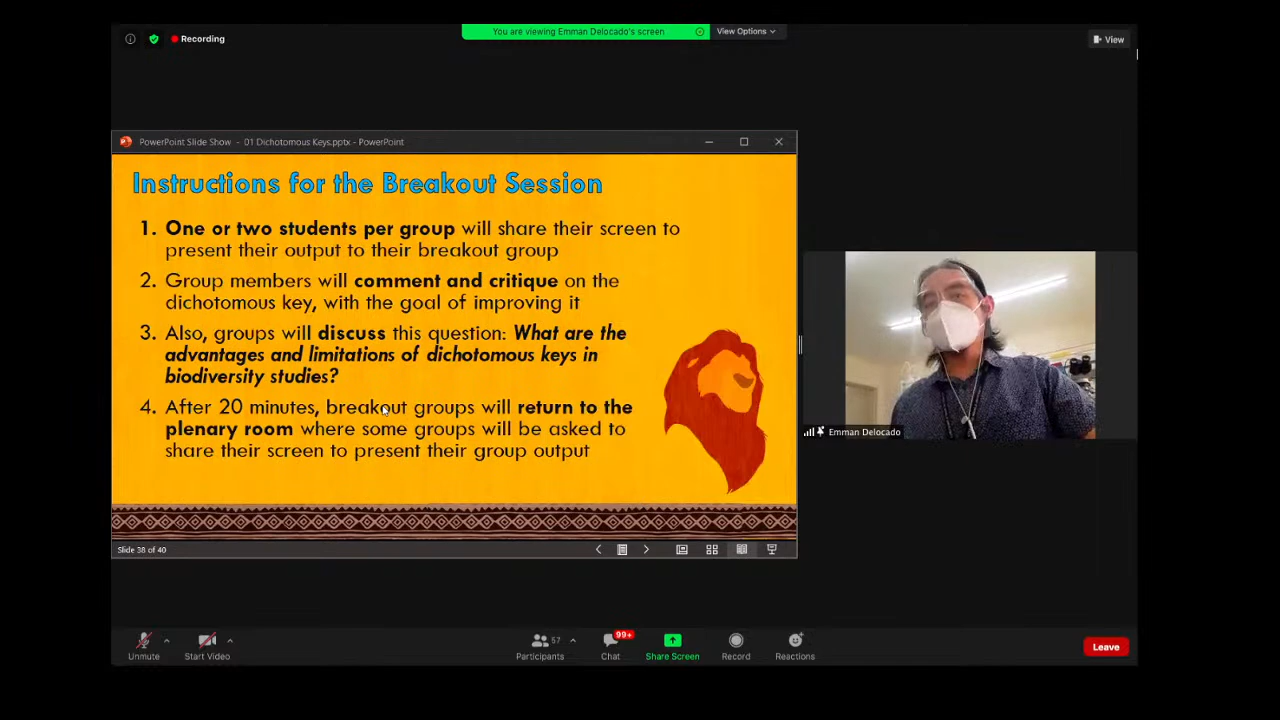 Recording
You are viewing Emman Delocado's screen
View Options
View
PowerPoint Slide Show - 01 Dichotomous Keys.pptx - PowerPoint
Instructions for the Breakout Session
1. One or two students per group will share their screen to
present their output to their breakout group
2. Group members will comment and critique on the
dichotomous key, with the goal of improving it
3. Also, groups will discuss this question: What are the
advantages and limitations of dichotomous keys in
biodiversity studies?
4. After 20 minutes, breakout groups will return to the
plenary room where some groups will be asked to
share their screen to present their group output
Emman Delocado
Slide 38 of 40
Unmute
Start Video
57
Participants
99+
Chat
Share Screen
Record
Reactions
Leave